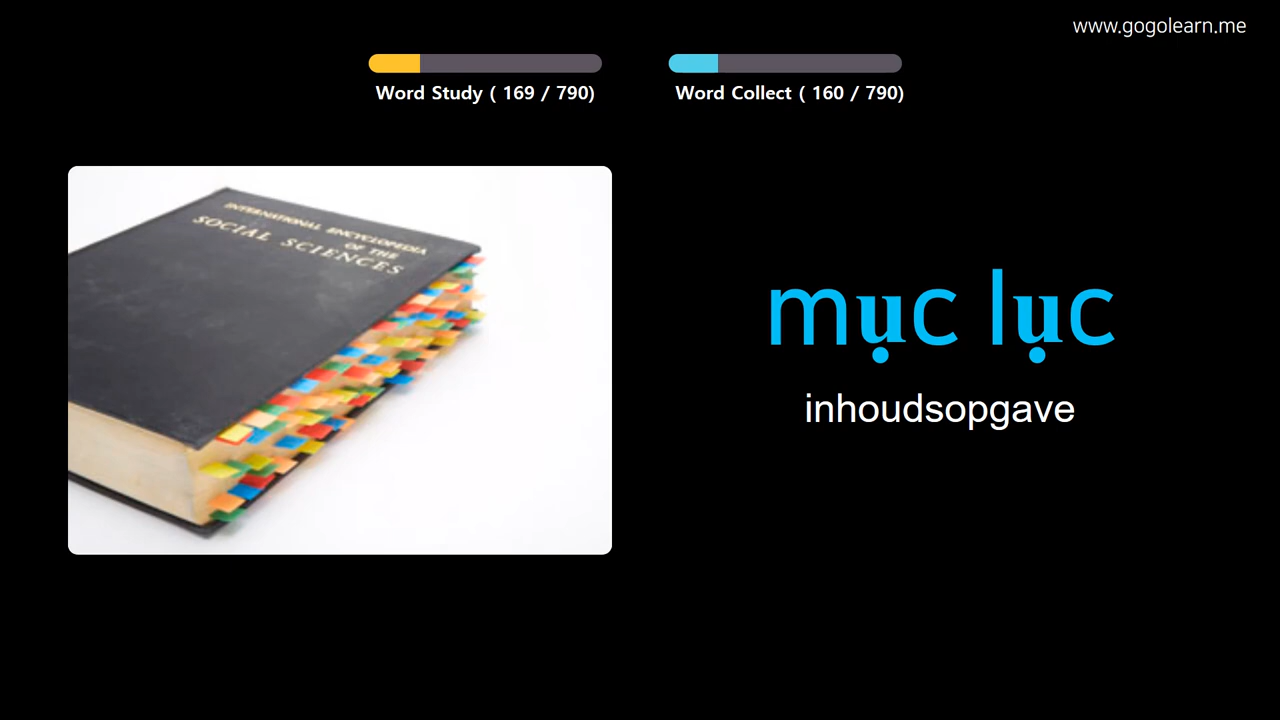 www.gogolearn.me
Word Study ( 169 / 790)
Word Collect ( 160 / 790)
INTERNATIONAL ENCYCLOPEDIA
OF THE
SOCIAL SCIENCES
mục lục
inhoudsopgave